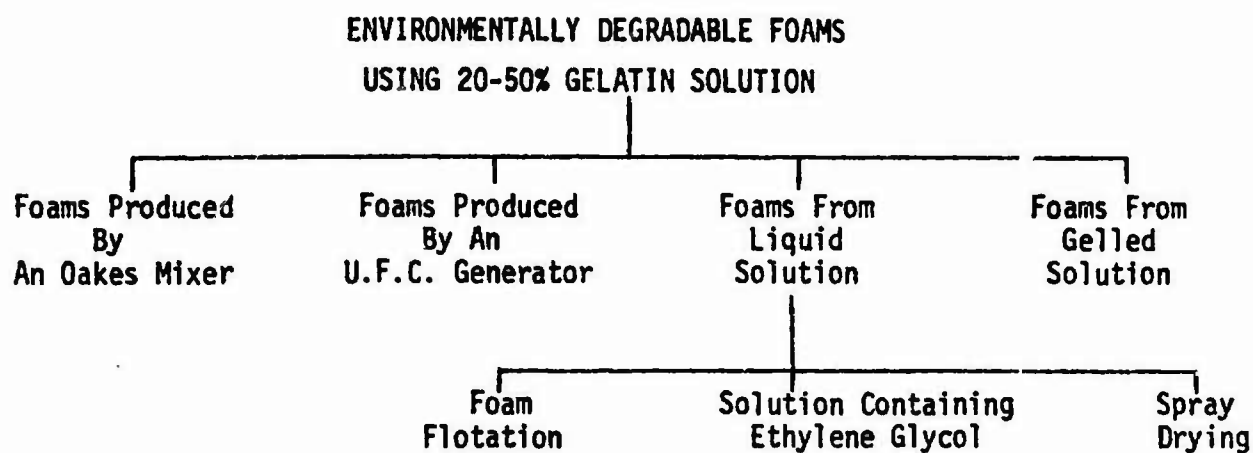 ENVIRONMENTALLY DEGRADABLE FOAMS
USING 20-50% GELATIN SOLUTION
Foams Produced
By
An Oakes Mixer
Foams Produced
By An
U.F.C. Generator
Foams From
Liquid
Solution
Foams From
Gelled
Solution
Foam
Flotation
Solution Containing
Ethylene Glycol
Spray
Drying